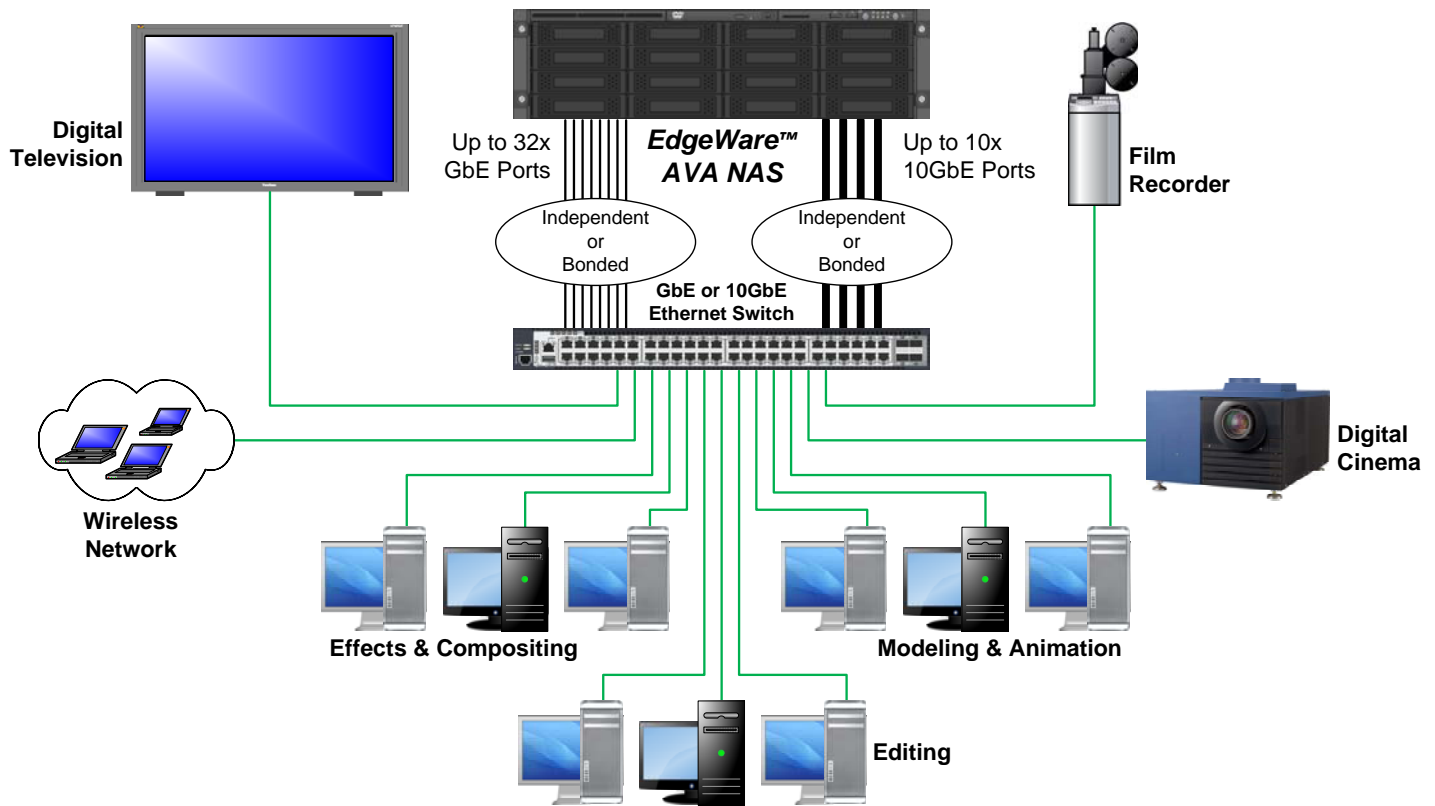 Digital
Television
Up to 32x
GbE Ports
EdgeWare™
AVA NAS
Up to 10x
10GbE Ports
Film
Recorder
Independent
or
Bonded
Independent
or
Bonded
GbE or 10GbE
Ethernet Switch
Wireless
Network
Digital
Cinema
Effects & Compositing
Modeling & Animation
Editing